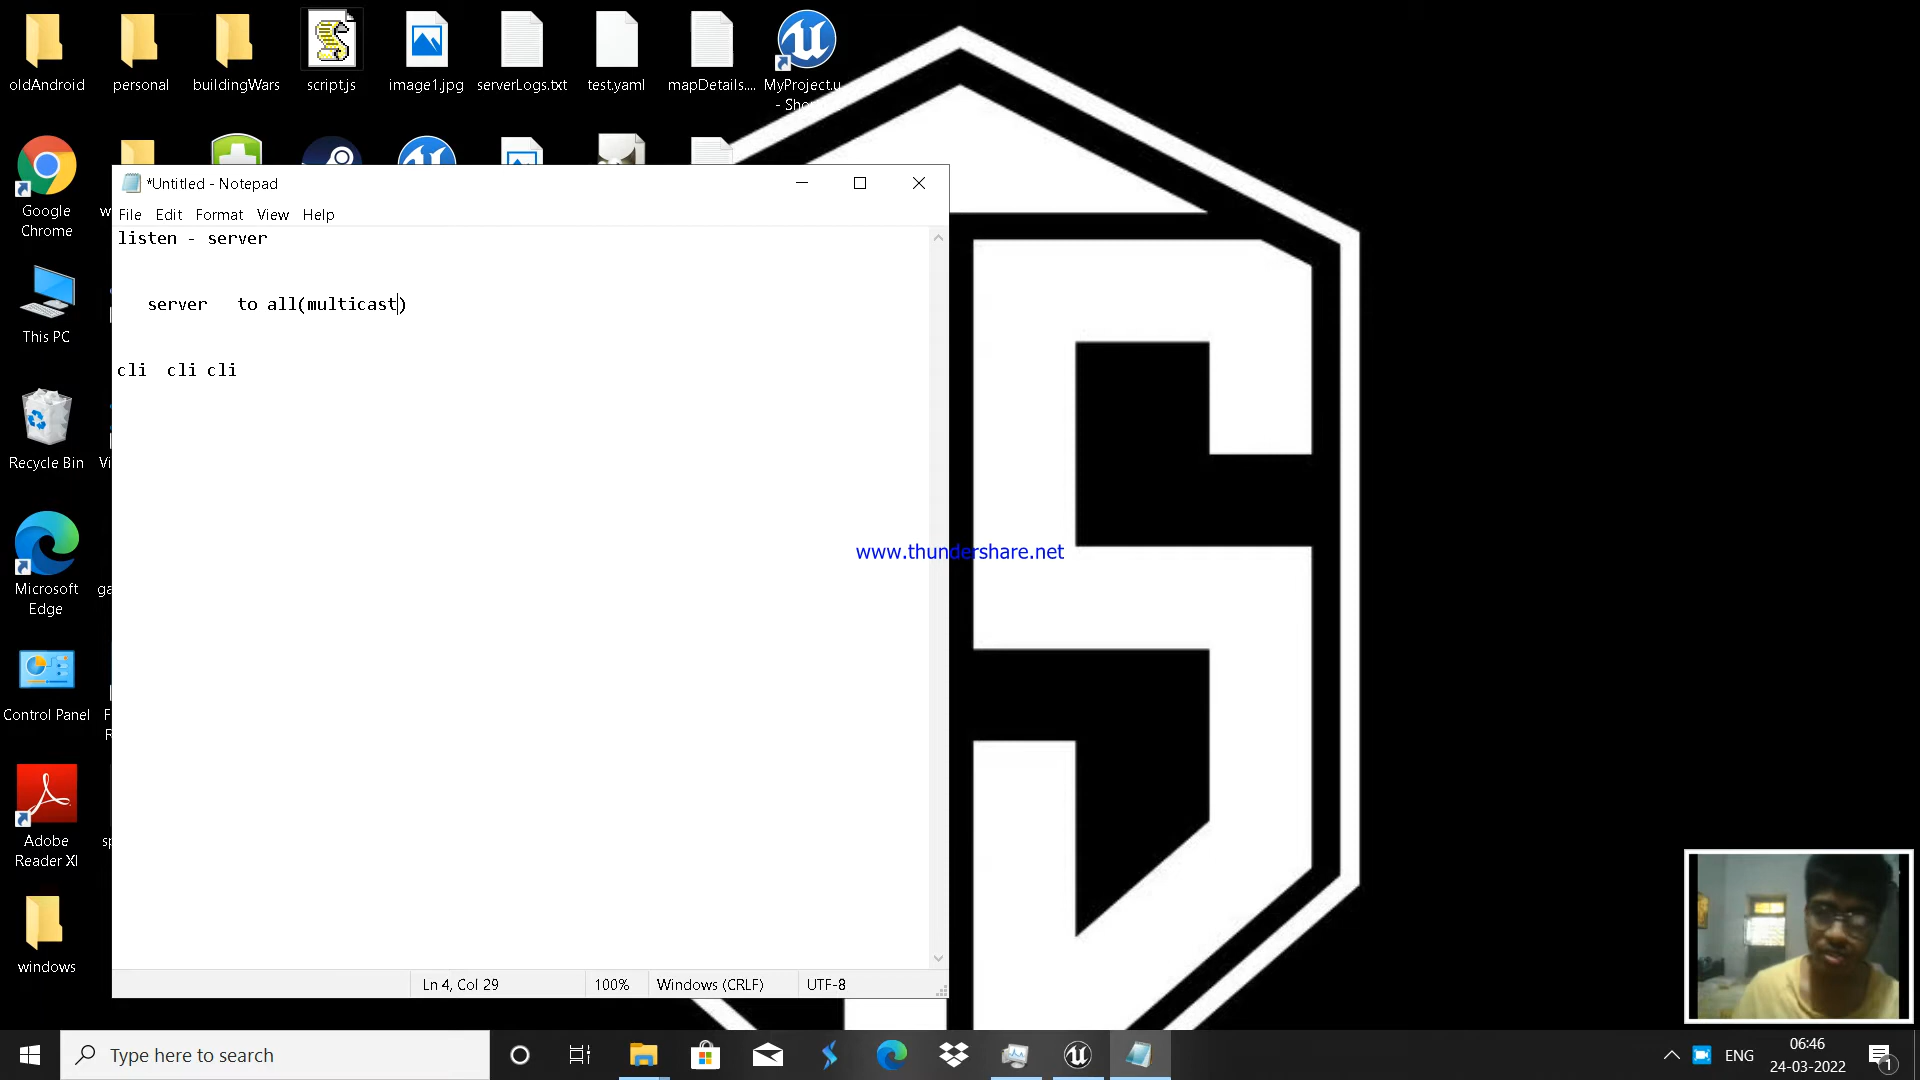 oldAndroid
personal
buildingWars
script.js
image1.jpg
serverLogs.txt
test.yaml
mapDetails....
MyProject.u
- Sho
Google
Chrome
This PC
Recycle Bin
Microsoft
Edge
Control Panel
Adobe
Reader XI
windows
*Untitled - Notepad
File Edit Format View Help
listen - server
server to all(multicast)
cli cli cli
www.thundershare.net
Ln 4, Col 29
100%
Windows (CRLF)
UTF-8
Type here to search
ENG
06:46
24-03-2022
1